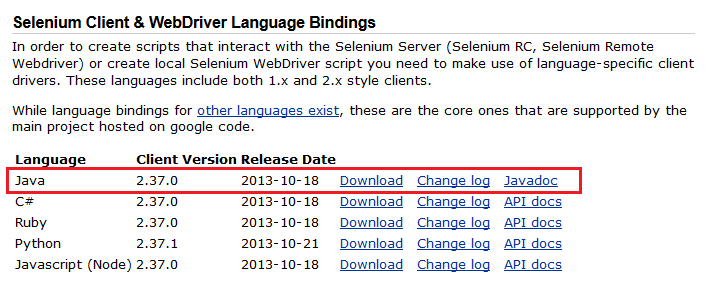 Selenium Client & WebDriver Language Bindings
In order to create scripts that interact with the Selenium Server (Selenium RC, Selenium Remote
Webdriver) or create local Selenium WebDriver script you need to make use of language-specific client
drivers. These languages include both 1.x and 2.x style clients.
While language bindings for other languages exist, these are the core ones that are supported by the
main project hosted on google code.
Language Client Version Release Date
Java 2.37.0 2013-10-18 Download Change log Javadoc
C# 2.37.0 2013-10-18 Download Change log API docs
Ruby 2.37.0 2013-10-18 Download Change log API docs
Python 2.37.1 2013-10-21 Download Change log API docs
Javascript (Node) 2.37.0 2013-10-18 Download Change log API docs